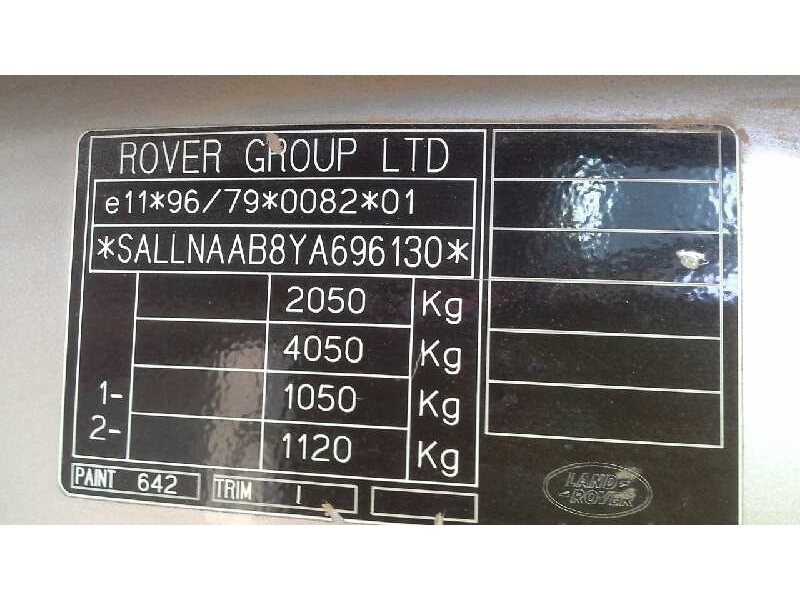 ROVER GROUP LTD
e11*96/79*0082*01
*SALLNAAB8YA696130*
2050 Kg
4050 Kg
1- 1050 Kg
2- 1120 Kg
PAINT 642 TRIM I
LAND-
-ROVER